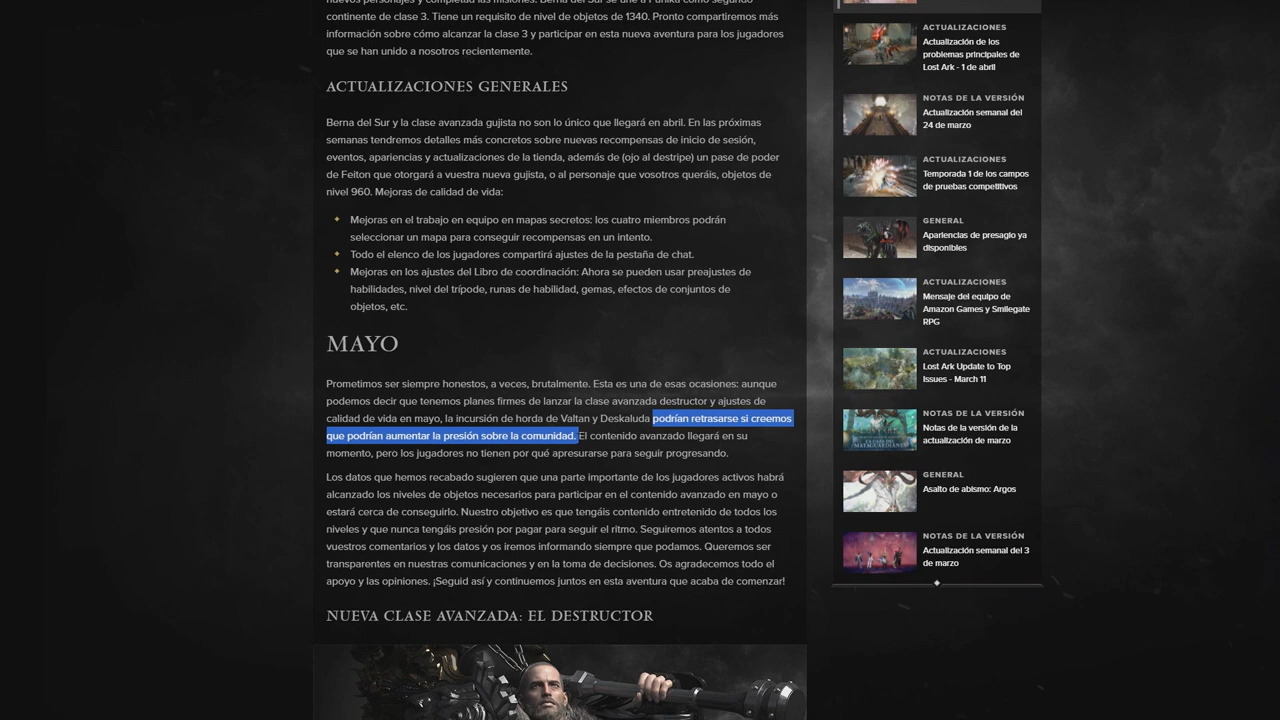 nuevos personajes y completad las misiones. Berna del Sur se une a Punika como segundo
continente de clase 3. Tiene un requisito de nivel de objetos de 1340. Pronto compartiremos más
información sobre cómo alcanzar la clase 3 y participar en esta nueva aventura para los jugadores
que se han unido a nosotros recientemente.
ACTUALIZACIONES GENERALES
Berna del Sur y la clase avanzada gujista no son lo único que llegará en abril. En las próximas
semanas tendremos detalles más concretos sobre nuevas recompensas de inicio de sesión,
eventos, apariencias y actualizaciones de la tienda, además de (ojo al destripe) un pase de poder
de Feiton que otorgará a vuestra nueva gujista, o al personaje que vosotros queráis, objetos de
nivel 960. Mejoras de calidad de vida:
Mejoras en el trabajo en equipo en mapas secretos: los cuatro miembros podrán
seleccionar un mapa para conseguir recompensas en un intento.
Todo el elenco de los jugadores compartirá ajustes de la pestaña de chat.
Mejoras en los ajustes del Libro de coordinación: Ahora se pueden usar preajustes de
habilidades, nivel del trípode, runas de habilidad, gemas, efectos de conjuntos de
objetos, etc.
MAYO
Prometimos ser siempre honestos, a veces, brutalmente. Esta es una de esas ocasiones: aunque
podemos decir que tenemos planes firmes de lanzar la clase avanzada destructor y ajustes de
calidad de vida en mayo, la incursión de horda de Valtan y Deskaluda podrían retrasarse si creemos
que podrían aumentar la presión sobre la comunidad. El contenido avanzado llegará en su
momento, pero los jugadores no tienen por qué apresurarse para seguir progresando.
Los datos que hemos recabado sugieren que una parte importante de los jugadores activos habrá
alcanzado los niveles de objetos necesarios para participar en el contenido avanzado en mayo o
estará cerca de conseguirlo. Nuestro objetivo es que tengáis contenido entretenido de todos los
niveles y que nunca tengáis presión por pagar para seguir el ritmo. Seguiremos atentos a todos
vuestros comentarios y los datos y os iremos informando siempre que podamos. Queremos ser
transparentes en nuestras comunicaciones y en la toma de decisiones. Os agradecemos todo el
apoyo y las opiniones. ¡Seguid así y continuemos juntos en esta aventura que acaba de comenzar!
NUEVA CLASE AVANZADA: EL DESTRUCTOR
ACTUALIZACIONES
Actualización de los
problemas principales de
Lost Ark - 1 de abril
NOTAS DE LA VERSIÓN
Actualización semanal del
24 de marzo
ACTUALIZACIONES
Temporada 1 de los campos
de pruebas competitivos
GENERAL
Apariencias de presagio ya
disponibles
ACTUALIZACIONES
Mensaje del equipo de
Amazon Games y Smilegate
RPG
ACTUALIZACIONES
Lost Ark Update to Top
Issues - March 11
NOTAS DE LA VERSIÓN
Notas de la versión de la
actualización de marzo
GENERAL
Asalto de abismo: Argos
NOTAS DE LA VERSIÓN
Actualización semanal del 3
de marzo